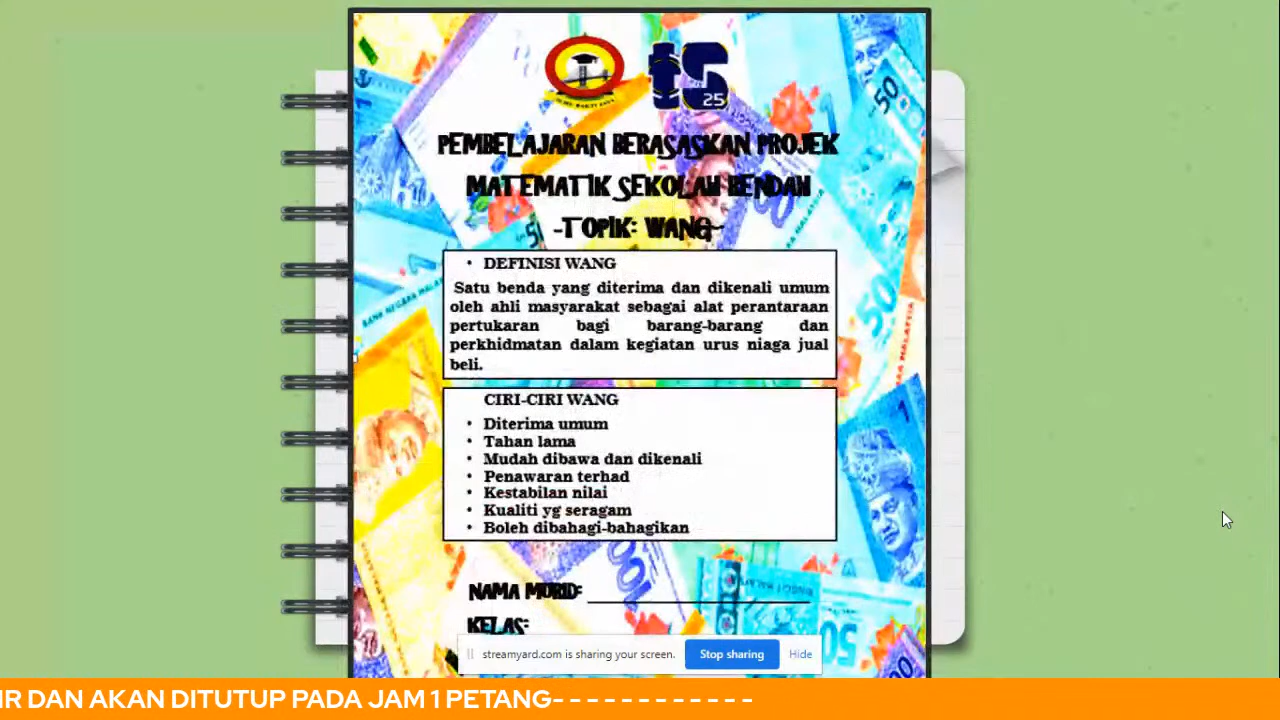 ts
25
PEMBELAJARAN BERASASKAN PROJEK
MATEMATIK SEKOLAH RENDAH
-TOPIK: WANG-
• DEFINISI WANG
Satu benda yang diterima dan dikenali umum
oleh ahli masyarakat sebagai alat perantaraan
pertukaran bagi barang-barang dan
perkhidmatan dalam kegiatan urus niaga jual
beli.
CIRI-CIRI WANG
• Diterima umum
• Tahan lama
• Mudah dibawa dan dikenali
• Penawaran terhad
• Kestabilan nilai
• Kualiti yg seragam
• Boleh dibahagi-bahagikan
NAMA MURID:
KELAS:
streamyard.com is sharing your screen.
Stop sharing
Hide
IR DAN AKAN DITUTUP PADA JAM 1 PETANG- - - - - - - - - - - -